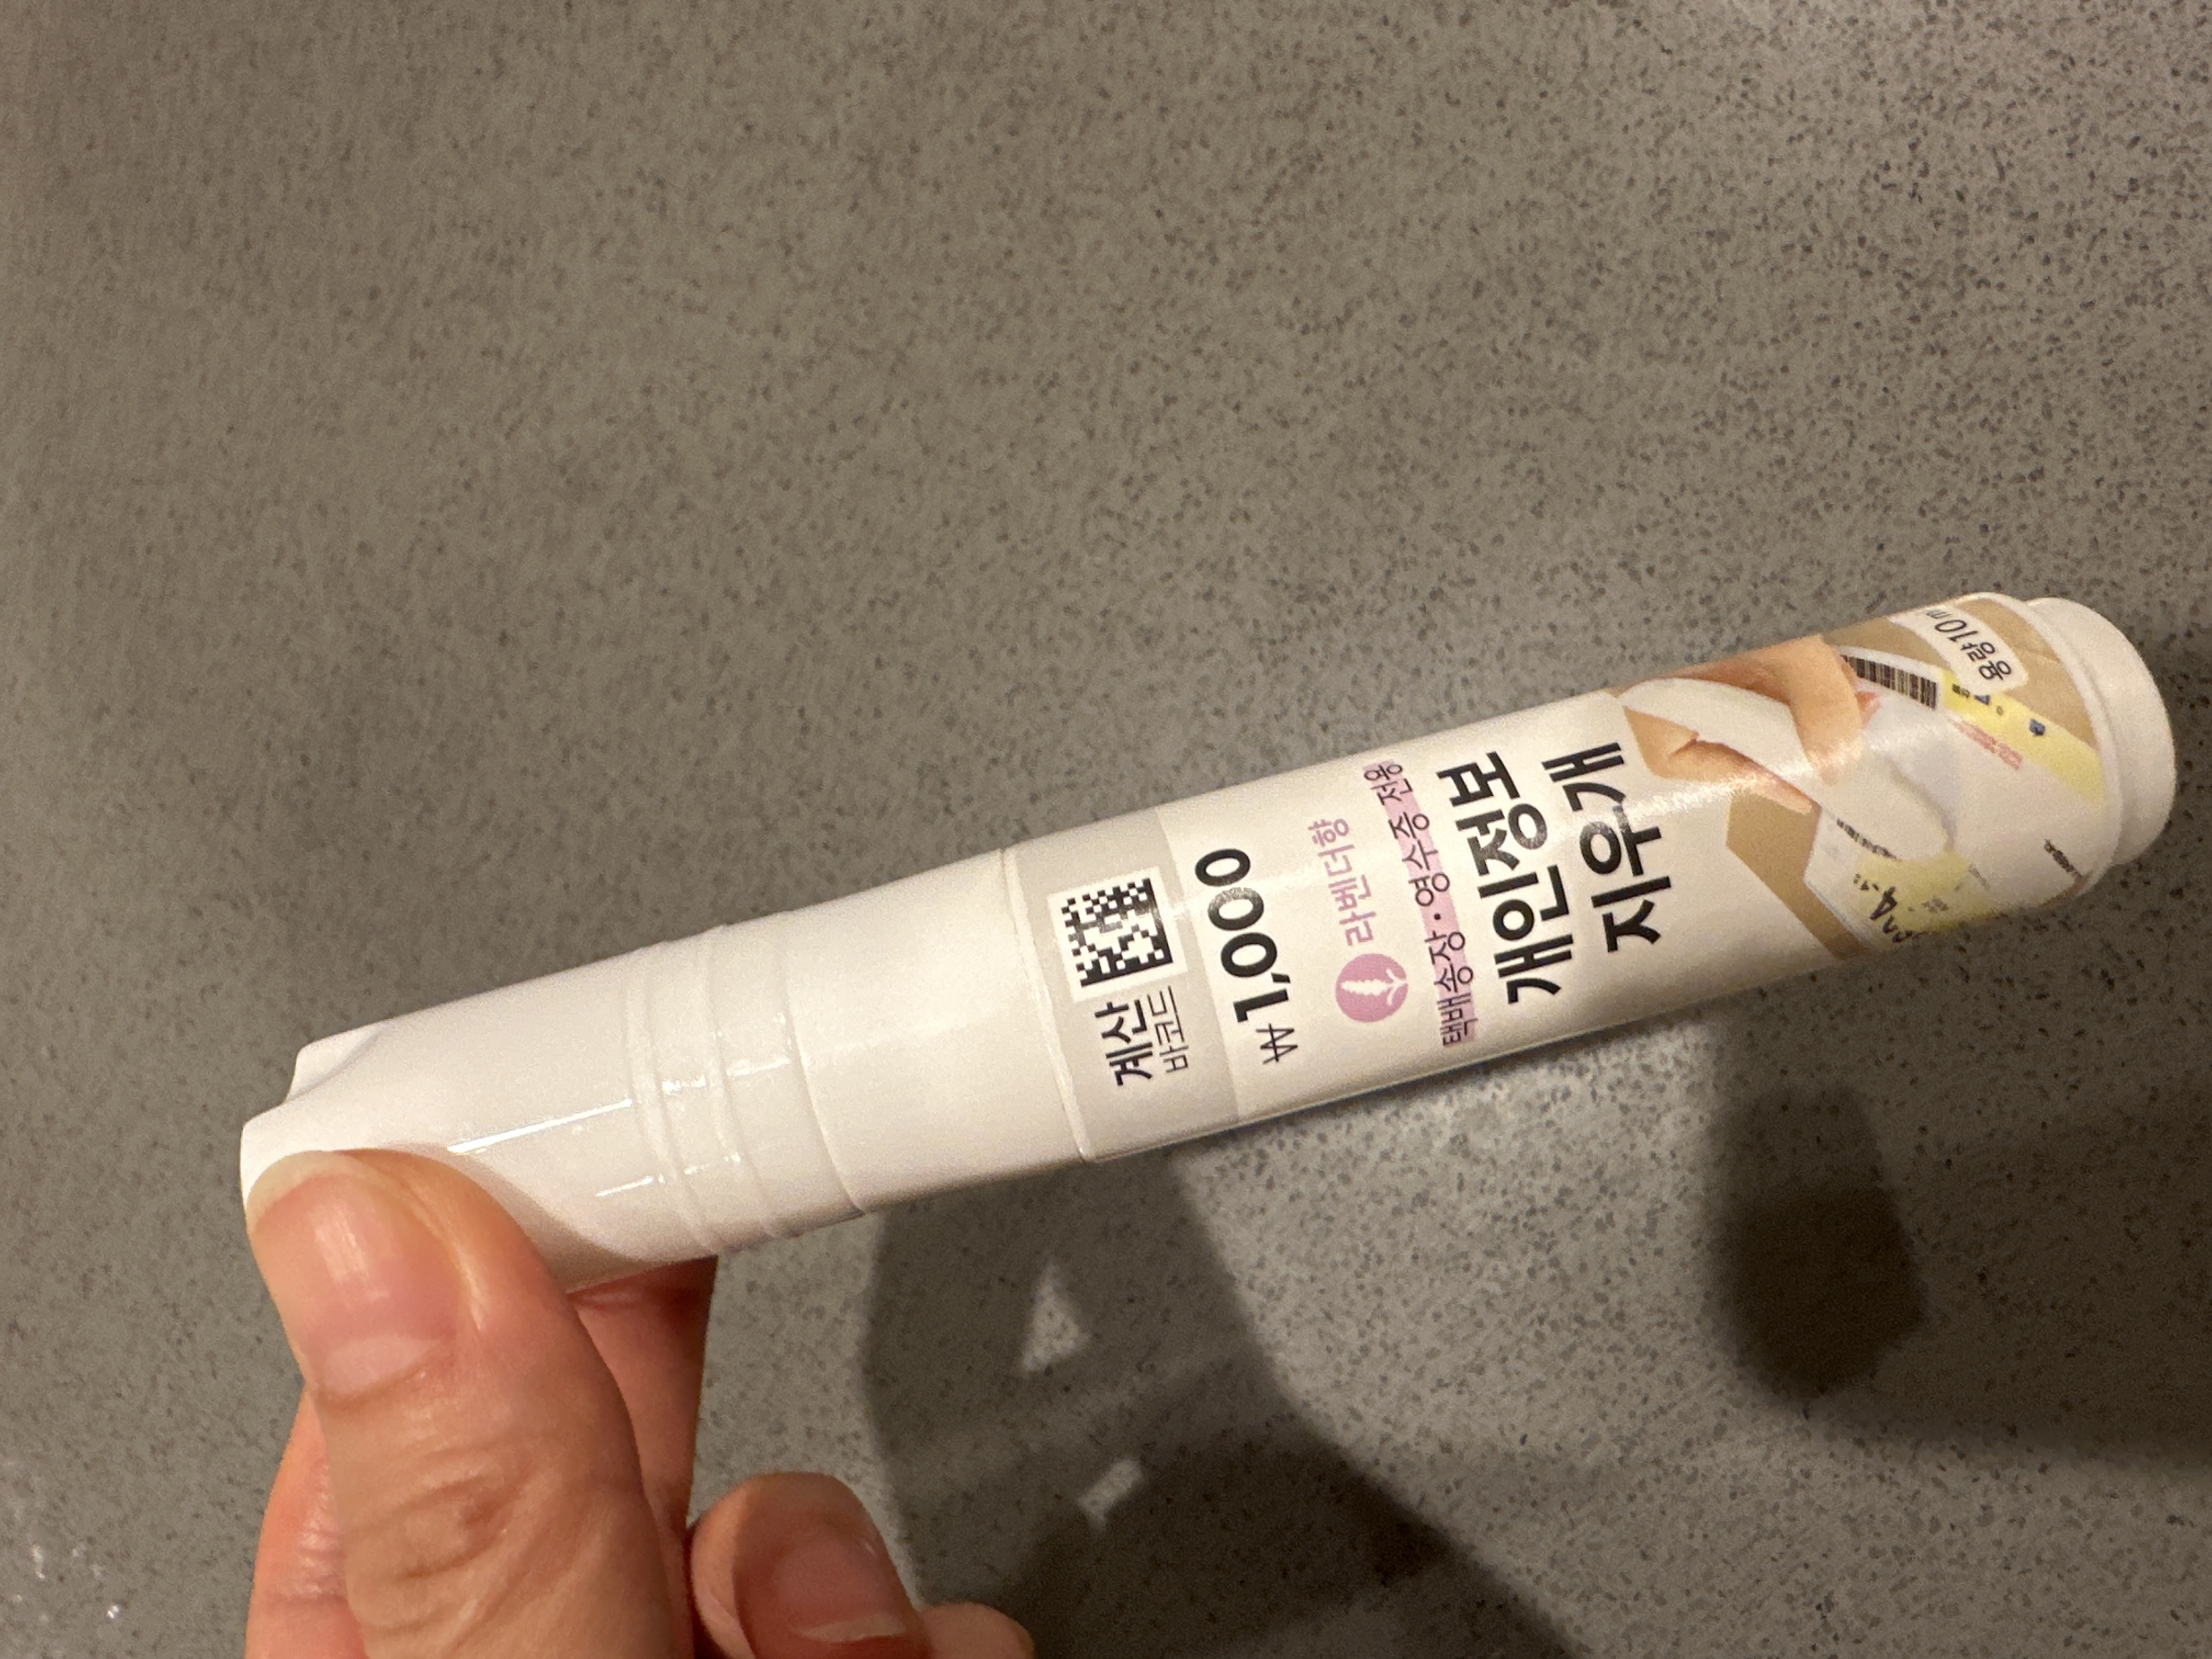 계산
바코드
₩1,000
라벤더향
택배송장·영수증 전용
개인정보
지우개
용량10m